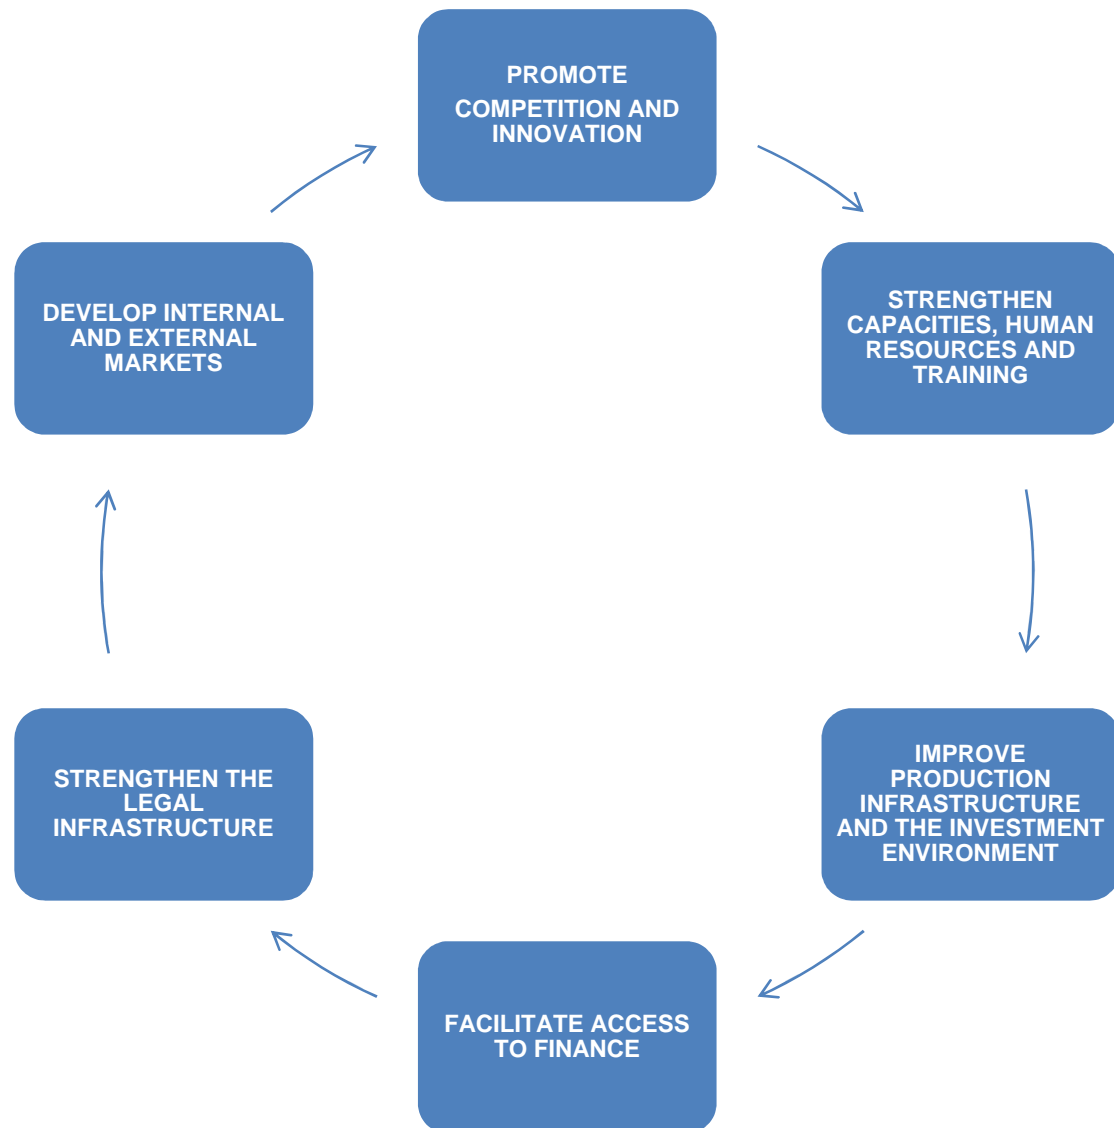 PROMOTE
COMPETITION AND
INNOVATION
STRENGTHEN
CAPACITIES, HUMAN
RESOURCES AND
TRAINING
IMPROVE
PRODUCTION
INFRASTRUCTURE
AND THE INVESTMENT
ENVIRONMENT
FACILITATE ACCESS
TO FINANCE
STRENGTHEN THE
LEGAL
INFRASTRUCTURE
DEVELOP INTERNAL
AND EXTERNAL
MARKETS